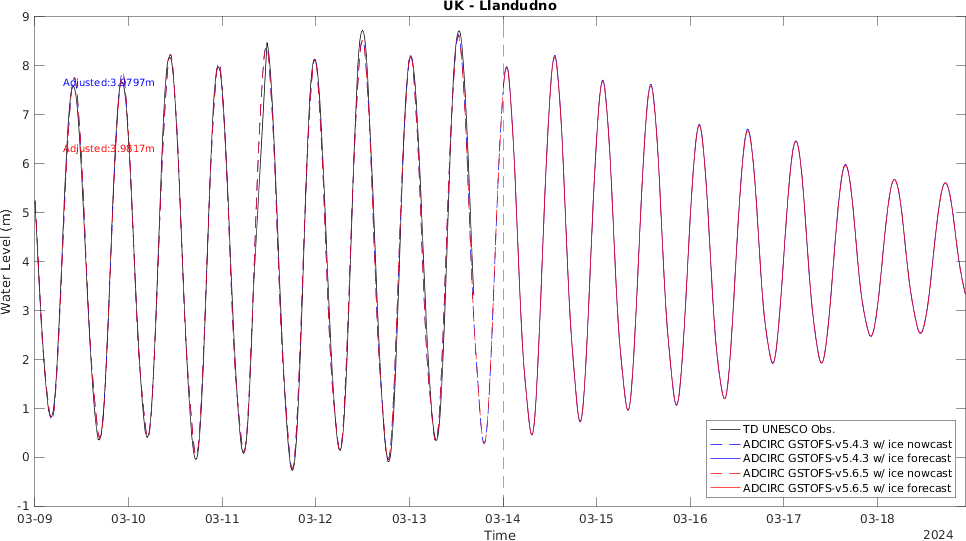 UK - Llandudno
9
8
7
6
5
4
3
2
1
0
-1
Water Level (m)
Adjusted:3.9797m
Adjusted:3.9817m
TD UNESCO Obs.
ADCIRC GSTOFS-v5.4.3 w/ ice nowcast
ADCIRC GSTOFS-v5.4.3 w/ ice forecast
ADCIRC GSTOFS-v5.6.5 w/ ice nowcast
ADCIRC GSTOFS-v5.6.5 w/ ice forecast
03-09 03-10 03-11 03-12 03-13 03-14 03-15 03-16 03-17 03-18
Time
2024